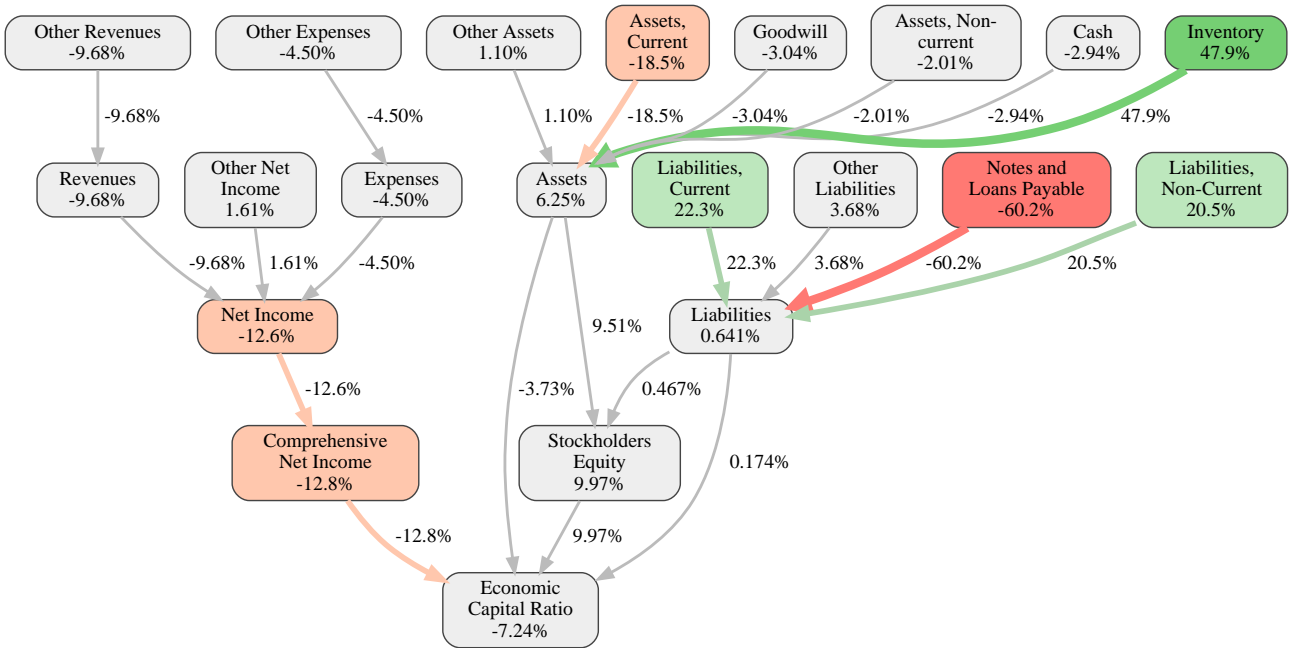 Other Revenues
-9.68%
Other Expenses
-4.50%
Other Assets
1.10%
Assets,
Current
-18.5%
Goodwill
-3.04%
Assets, Non-
current
-2.01%
Cash
-2.94%
Inventory
47.9%
-9.68%
-4.50%
1.10%
-18.5%
-3.04%
-2.01%
-2.94%
47.9%
Revenues
-9.68%
Other Net
Income
1.61%
Expenses
-4.50%
Assets
6.25%
Liabilities,
Current
22.3%
Other
Liabilities
3.68%
Notes and
Loans Payable
-60.2%
Liabilities,
Non-Current
20.5%
-9.68%
1.61%
-4.50%
22.3%
3.68%
-60.2%
20.5%
Net Income
-12.6%
9.51%
Liabilities
0.641%
-12.6%
-3.73%
0.467%
Comprehensive
Net Income
-12.8%
Stockholders
Equity
9.97%
0.174%
-12.8%
9.97%
Economic
Capital Ratio
-7.24%